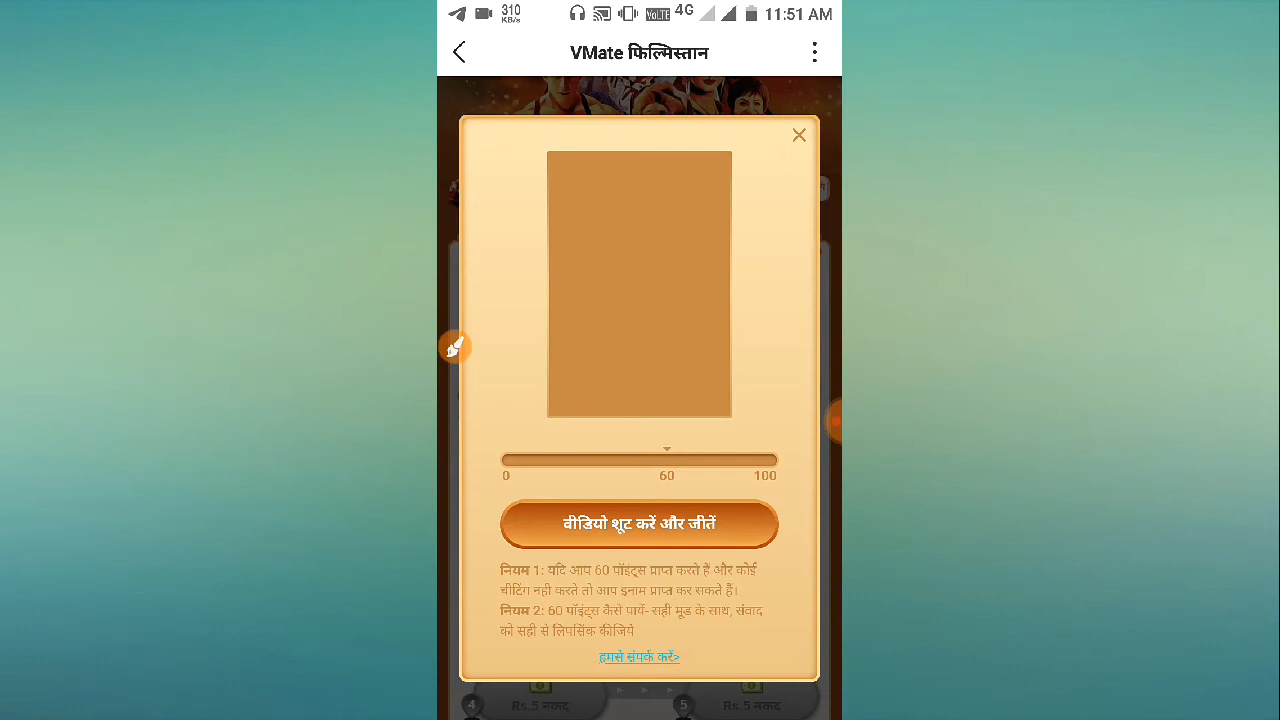 310 KB/s VoLTE 4G 11:51 AM
VMate फिल्मिस्तान
0 60 100
वीडियो शूट करें और जीतें
नियम 1: यदि आप 60 पॉइंट्स प्राप्त करते हैं और कोई
चीटिंग नही करते तो आप इनाम प्राप्त कर सकते हैं।
नियम 2: 60 पॉइंट्स कैसे पायें- सही मूड के साथ, संवाद
को सही से लिपसिंक कीजिये
हमसे संपर्क करें>
4 Rs.5 नकद 5 Rs.5 नकद